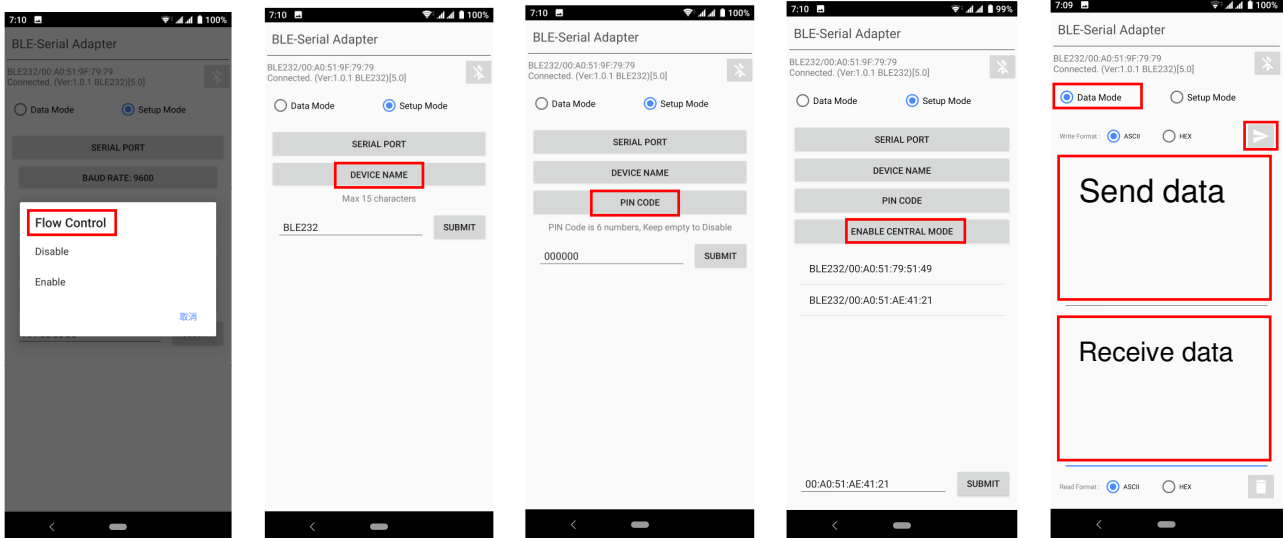 7:10
100%
BLE-Serial Adapter
BLE232/00:A0:51:9F:79:79
Connected. (Ver:1.0.1 BLE232)[5.0]
Data Mode
Setup Mode
SERIAL PORT
BAUD RATE: 9600
Flow Control
Disable
Enable
取消
7:10
100%
BLE-Serial Adapter
BLE232/00:A0:51:9F:79:79
Connected. (Ver:1.0.1 BLE232)[5.0]
Data Mode
Setup Mode
SERIAL PORT
DEVICE NAME
Max 15 characters
BLE232
SUBMIT
7:10
100%
BLE-Serial Adapter
BLE232/00:A0:51:9F:79:79
Connected. (Ver:1.0.1 BLE232)[5.0]
Data Mode
Setup Mode
SERIAL PORT
DEVICE NAME
PIN CODE
PIN Code is 6 numbers, Keep empty to Disable
000000
SUBMIT
7:10
99%
BLE-Serial Adapter
BLE232/00:A0:51:9F:79:79
Connected. (Ver:1.0.1 BLE232)[5.0]
Data Mode
Setup Mode
SERIAL PORT
DEVICE NAME
PIN CODE
ENABLE CENTRAL MODE
BLE232/00:A0:51:79:51:49
BLE232/00:A0:51:AE:41:21
00:A0:51:AE:41:21
SUBMIT
7:09
100%
BLE-Serial Adapter
BLE232/00:A0:51:9F:79:79
Connected. (Ver:1.0.1 BLE232)[5.0]
Data Mode
Setup Mode
Write Format :
ASCII
HEX
Send data
Receive data
Read Format :
ASCII
HEX